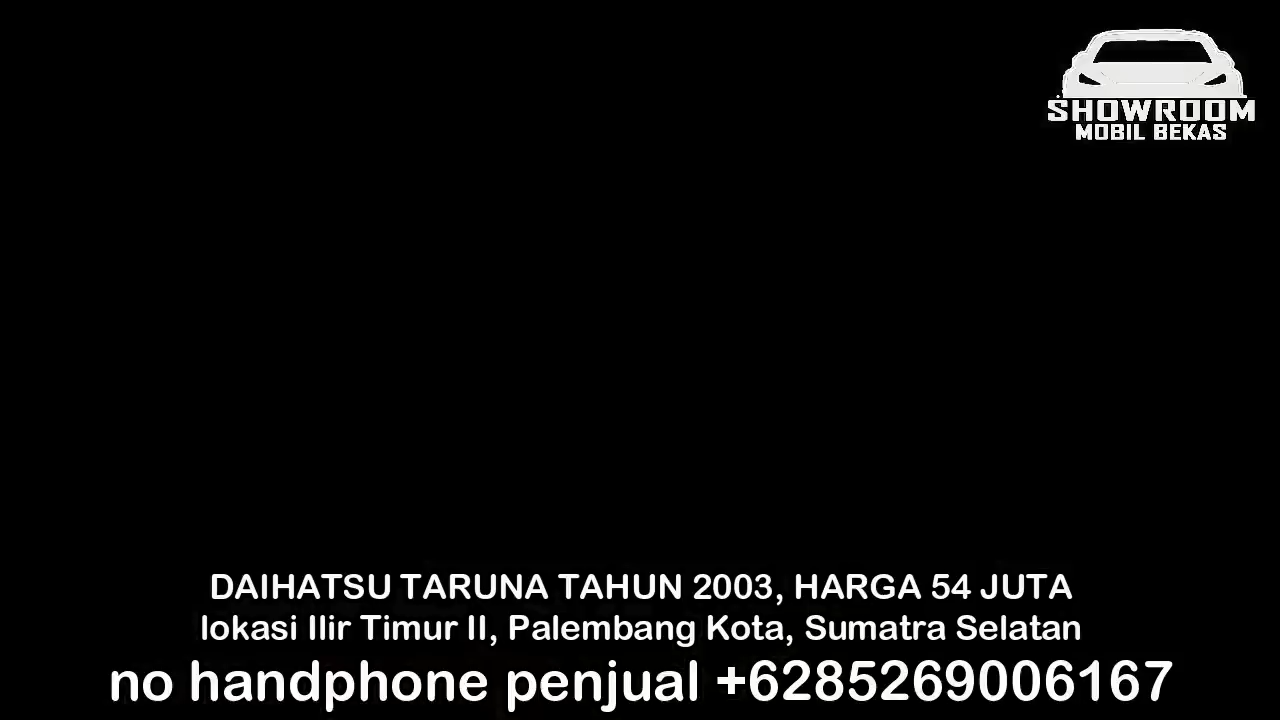 SHOWROOM
MOBIL BEKAS
DAIHATSU TARUNA TAHUN 2003, HARGA 54 JUTA
lokasi Ilir Timur II, Palembang Kota, Sumatra Selatan
no handphone penjual +6285269006167